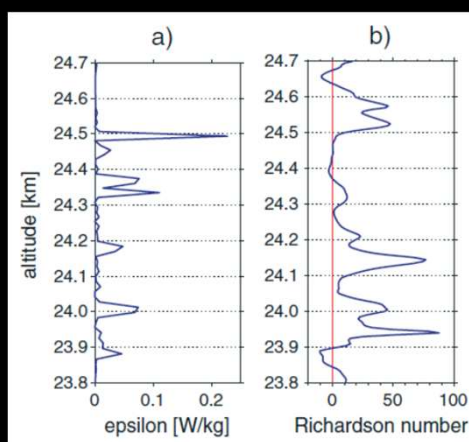 a)
b)
24.7
24.6
24.5
24.4
24.3
24.2
24.1
24.0
23.9
23.8
altitude [km]
0 0.1 0.2
epsilon [W/kg]
24.7
24.6
24.5
24.4
24.3
24.2
24.1
24.0
23.9
23.8
0 50 100
Richardson number